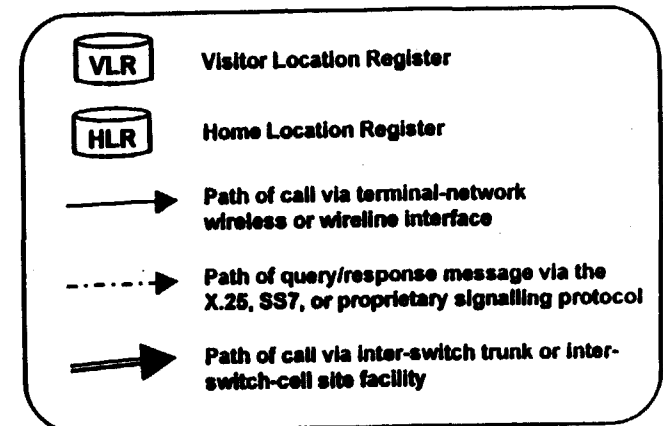 VLR Visitor Location Register
HLR Home Location Register
Path of call via terminal-network
wireless or wireline interface
Path of query/response message via the
X.25, SS7, or proprietary signalling protocol
Path of call via inter-switch trunk or inter-
switch-cell site facility